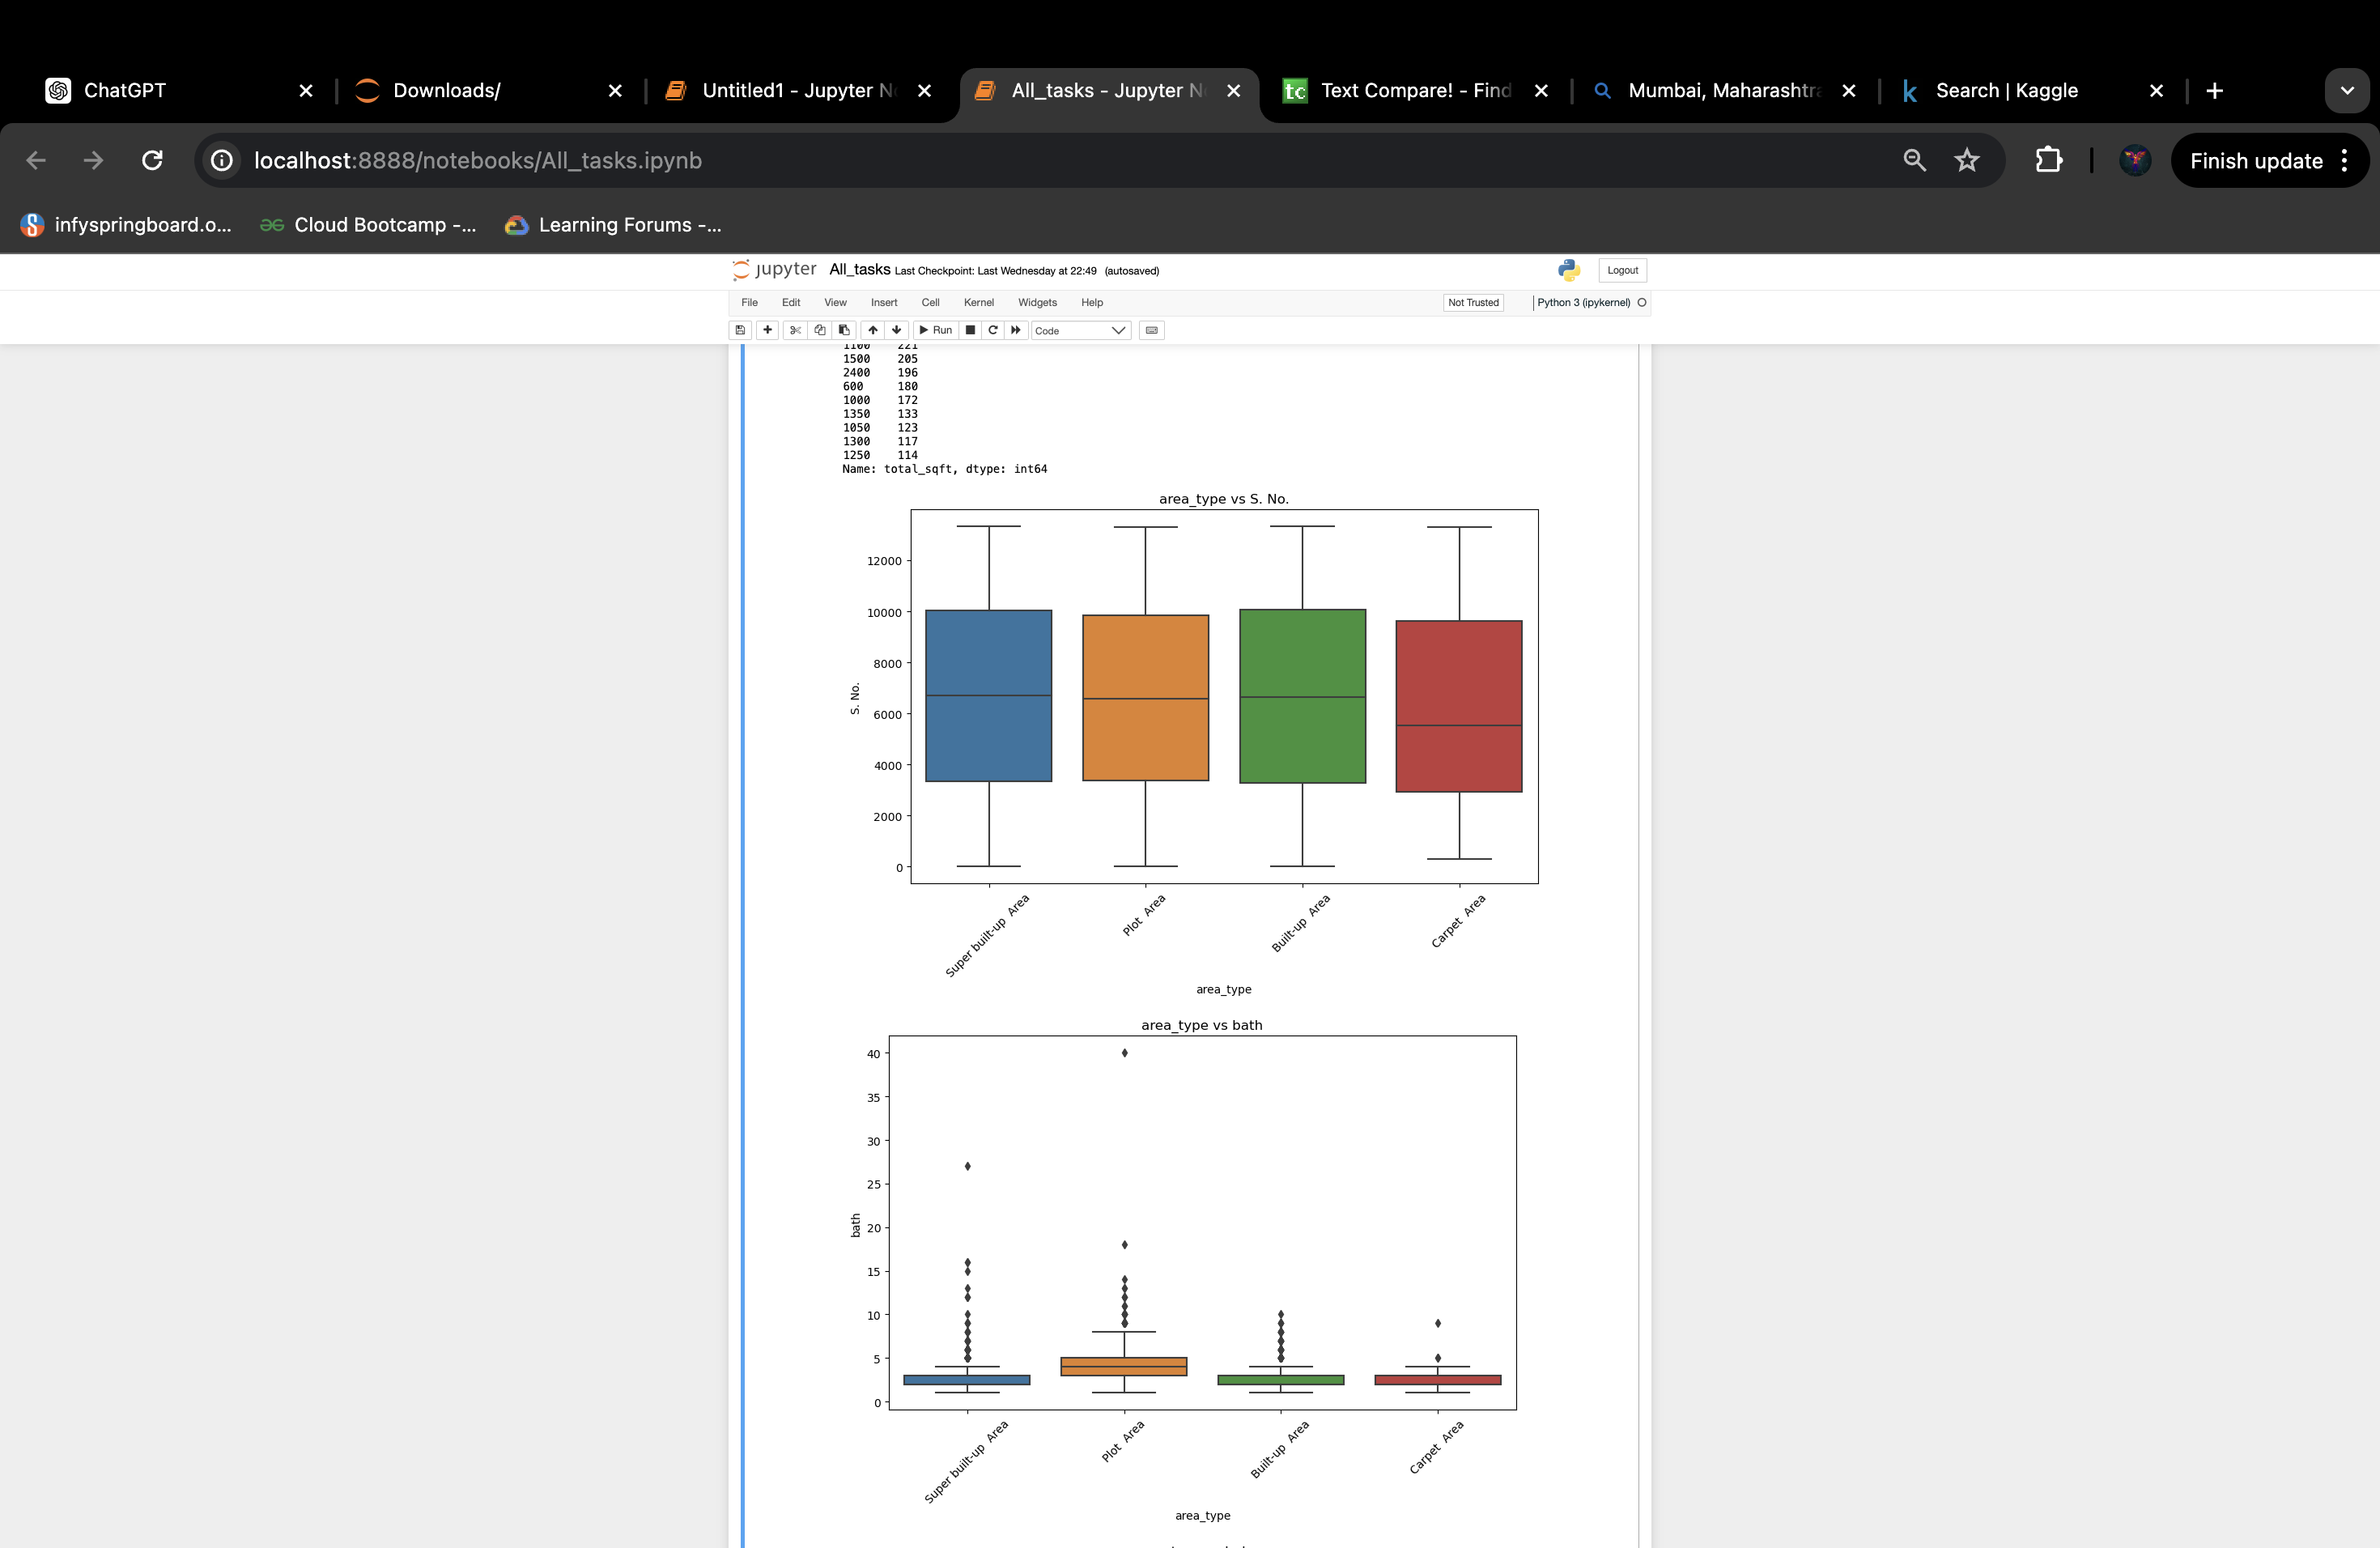 ChatGPT
Downloads/
Untitled1 - Jupyter N
All_tasks - Jupyter N
Text Compare! - Find
Mumbai, Maharashtra
Search | Kaggle
localhost:8888/notebooks/All_tasks.ipynb
Finish update
infyspringboard.o...
Cloud Bootcamp -...
Learning Forums -...
jupyter All_tasks Last Checkpoint: Last Wednesday at 22:49 (autosaved)
Logout
File Edit View Insert Cell Kernel Widgets Help
Not Trusted
Python 3 (ipykernel)
Run
Code
1100 221
1500 205
2400 196
600 180
1000 172
1350 133
1050 123
1300 117
1250 114
Name: total_sqft, dtype: int64
area_type vs S. No.
12000
10000
8000
6000
4000
2000
0
S. No.
Super built-up Area
Plot Area
Built-up Area
Carpet Area
area_type
area_type vs bath
40
35
30
25
20
15
10
5
0
bath
Super built-up Area
Plot Area
Built-up Area
Carpet Area
area_type